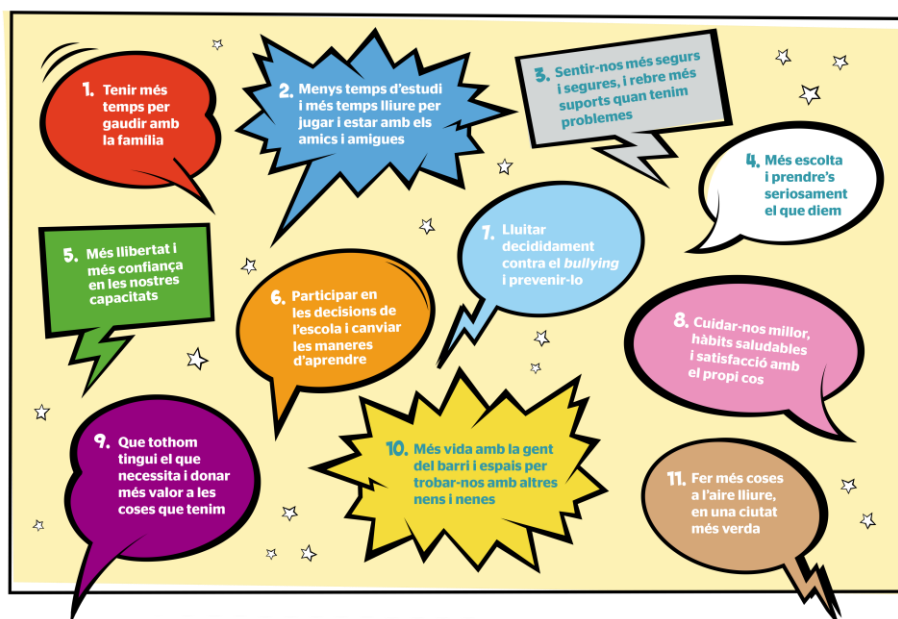 1. Tenir més
temps per
gaudir amb
la família
2. Menys temps d'estudi
i més temps lliure per
jugar i estar amb els
amics i amigues
3. Sentir-nos més segurs
i segures, i rebre més
suports quan tenim
problemes
4. Més escolta
i prendre's
seriosament
el que diem
5. Més llibertat i
més confiança
en les nostres
capacitats
6. Participar en
les decisions de
l'escola i canviar
les maneres
d'aprendre
7. Lluitar
decididament
contra el bullying
i prevenir-lo
8. Cuidar-nos millor,
hàbits saludables
i satisfacció amb
el propi cos
9. Que tothom
tingui el que
necessita i donar
més valor a les
coses que tenim
10. Més vida amb la gent
del barri i espais per
trobar-nos amb altres
nens i nenes
11. Fer més coses
a l'aire lliure,
en una ciutat
més verda